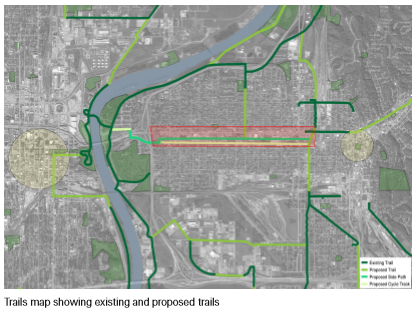 Existing Trail
Proposed Trail
Proposed Side Path
Proposed Cycle Track
Trails map showing existing and proposed trails